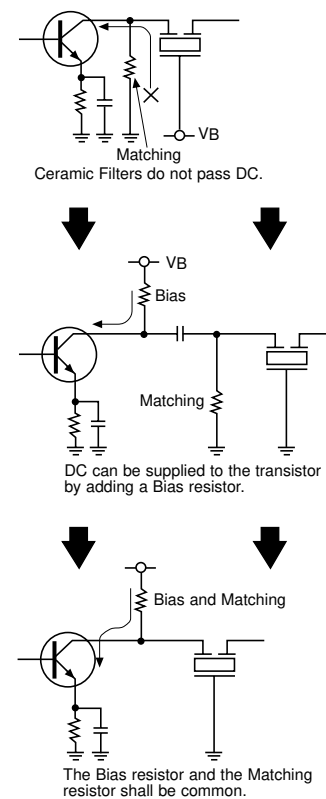 VB
Matching
Ceramic Filters do not pass DC.
VB
Bias
Matching
DC can be supplied to the transistor
by adding a Bias resistor.
Bias and Matching
The Bias resistor and the Matching
resistor shall be common.